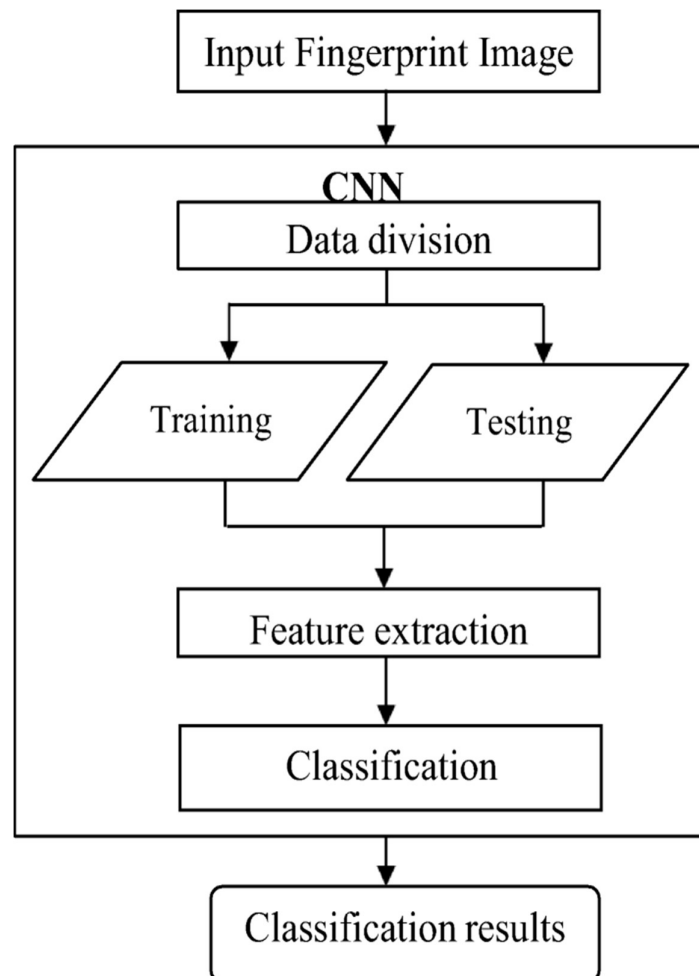 Input Fingerprint Image
CNN
Data division
Training
Testing
Feature extraction
Classification
Classification results